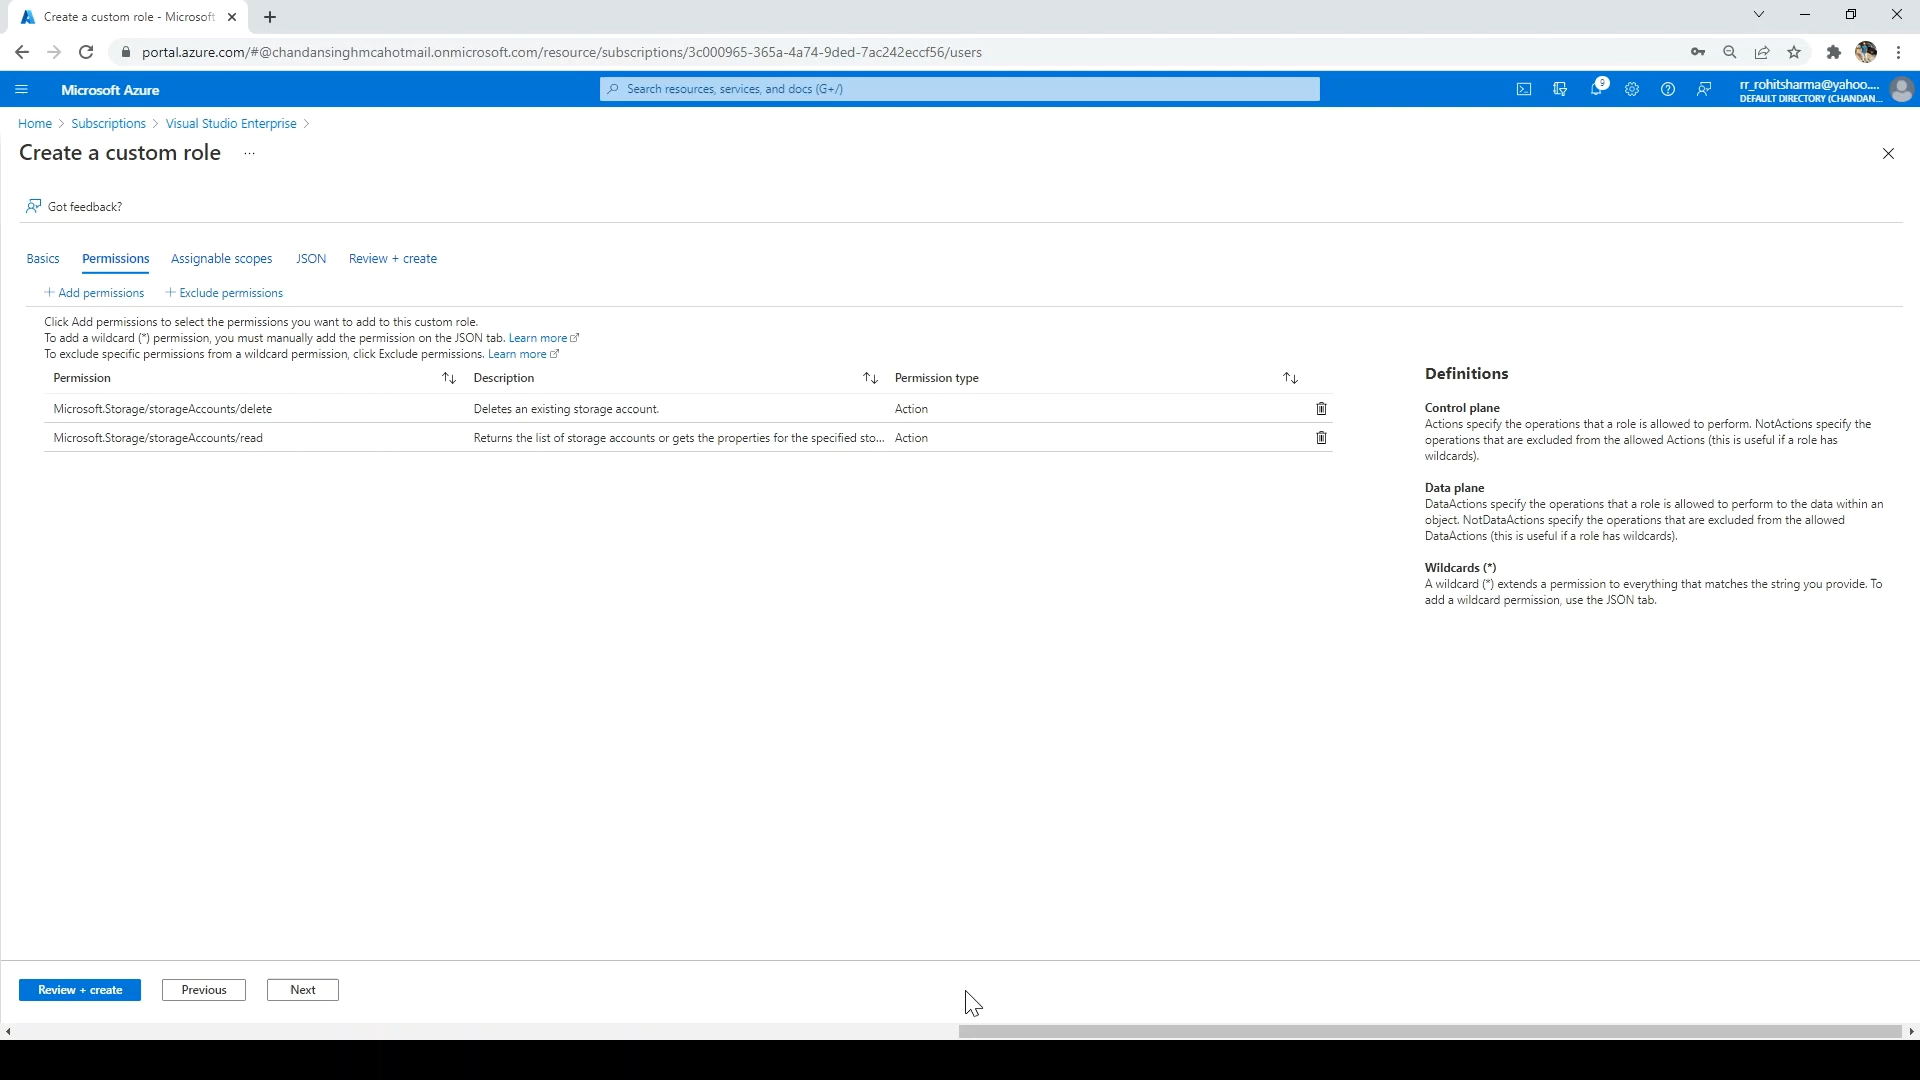 Create a custom role - Microsoft
portal.azure.com/#@chandansinghmcahotmail.onmicrosoft.com/resource/subscriptions/3c000965-365a-4a74-9ded-7ac242eccf56/users
Microsoft Azure
Search resources, services, and docs (G+/)
9
rr_rohitsharma@yahoo....
DEFAULT DIRECTORY (CHANDAN...
Home > Subscriptions > Visual Studio Enterprise >
Create a custom role ...
Got feedback?
Basics Permissions Assignable scopes JSON Review + create
+ Add permissions + Exclude permissions
Click Add permissions to select the permissions you want to add to this custom role.
To add a wildcard (*) permission, you must manually add the permission on the JSON tab. Learn more
To exclude specific permissions from a wildcard permission, click Exclude permissions. Learn more
Permission Description Permission type
Microsoft.Storage/storageAccounts/delete Deletes an existing storage account. Action
Microsoft.Storage/storageAccounts/read Returns the list of storage accounts or gets the properties for the specified sto... Action
Definitions
Control plane
Actions specify the operations that a role is allowed to perform. NotActions specify the
operations that are excluded from the allowed Actions (this is useful if a role has
wildcards).
Data plane
DataActions specify the operations that a role is allowed to perform to the data within an
object. NotDataActions specify the operations that are excluded from the allowed
DataActions (this is useful if a role has wildcards).
Wildcards (*)
A wildcard (*) extends a permission to everything that matches the string you provide. To
add a wildcard permission, use the JSON tab.
Review + create Previous Next